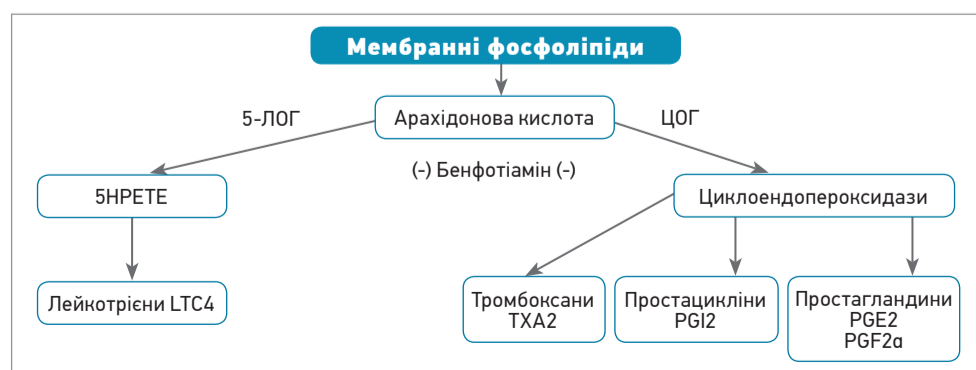 Мембранні фосфоліпіди
5-ЛОГ
Арахідонова кислота
ЦОГ
(-) Бенфотіамін (-)
5HPETE
Циклоендопероксидази
Лейкотрієни LTC4
Тромбоксани
TXA2
Простацикліни
PGI2
Простагландини
PGE2
PGF2α